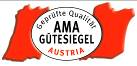 Geprüfte Qualität
AMA
GÜTESIEGEL
AUSTRIA